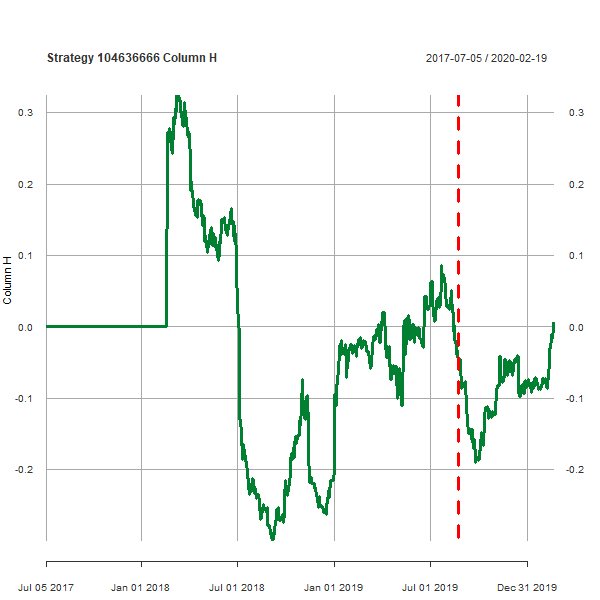 Strategy 104636666 Column H
2017-07-05 / 2020-02-19
0.3 0.3
0.2 0.2
0.1 0.1
Column H
0.0 0.0
-0.1 -0.1
-0.2 -0.2
Jul 05 2017 Jan 01 2018 Jul 01 2018 Jan 01 2019 Jul 01 2019 Dec 31 2019